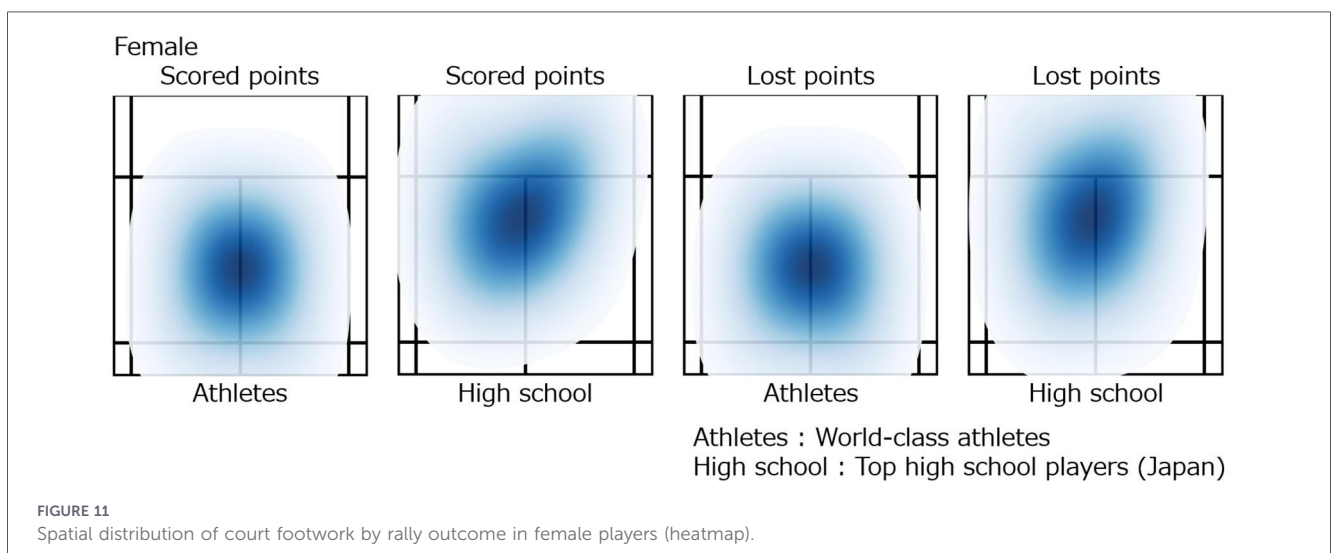 Female
Scored points
Scored points
Lost points
Lost points
Athletes
High school
Athletes
High school
Athletes : World-class athletes
High school : Top high school players (Japan)
FIGURE 11
Spatial distribution of court footwork by rally outcome in female players (heatmap).